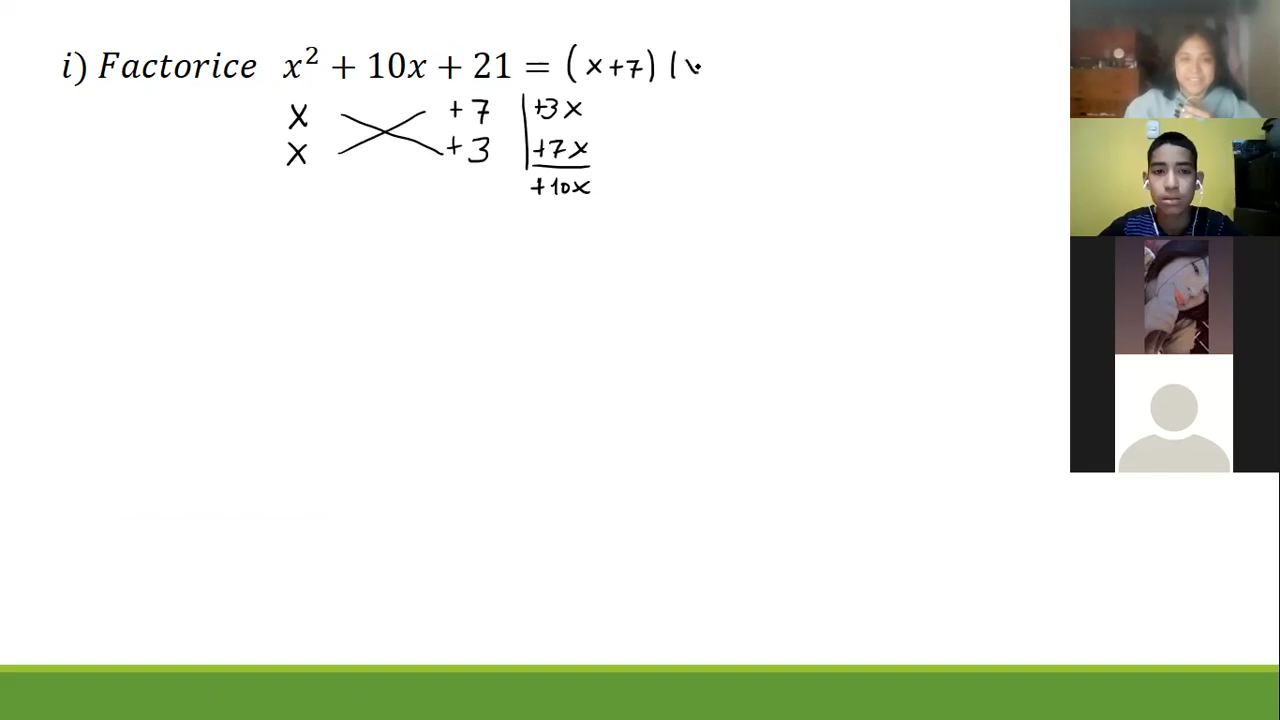 i) Factorice x² + 10x + 21 = (x+7) (x
x +7 | +3x
x +3 | +7x
+10x